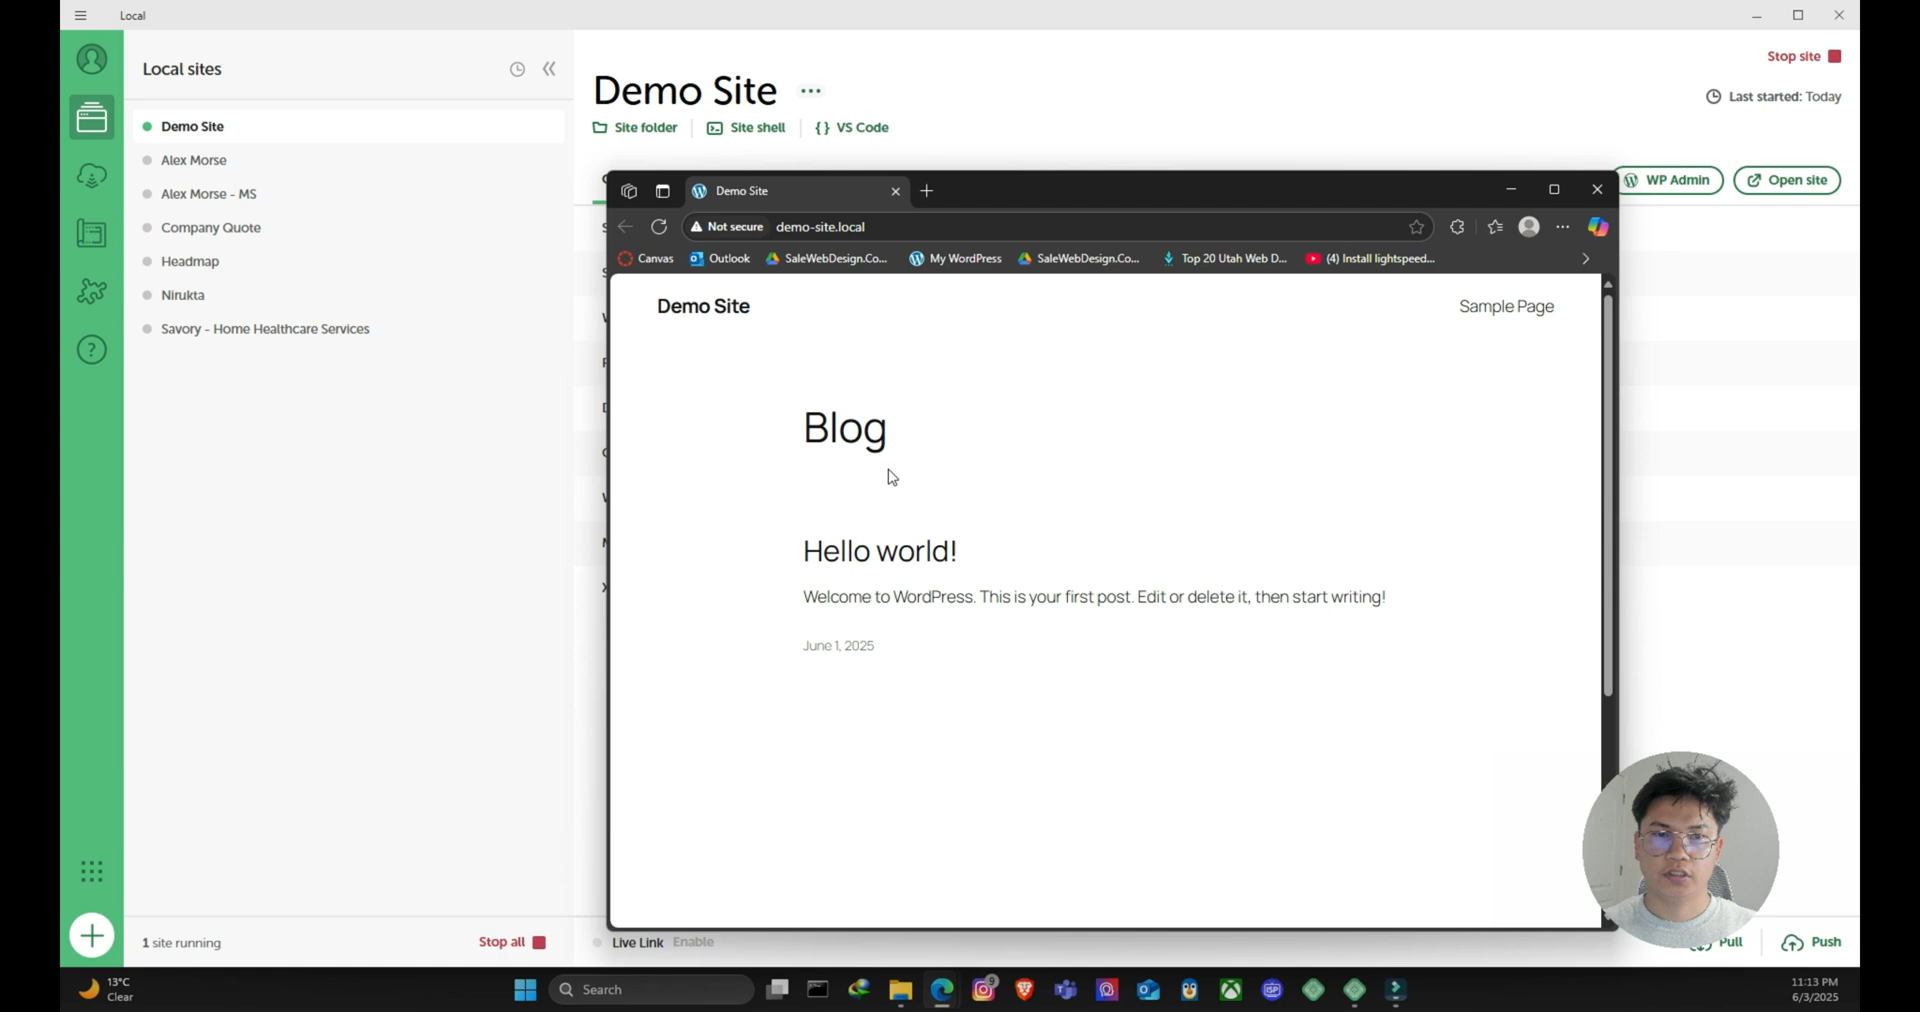 Local
Local sites
Demo Site
Alex Morse
Alex Morse - MS
Company Quote
Headmap
Nirukta
Savory - Home Healthcare Services
1 site running
Stop all
Demo Site
Site folder
Site shell
VS Code
Stop site
Last started: Today
WP Admin
Open site
Demo Site
Not secure
demo-site.local
Canvas
Outlook
SaleWebDesign.Co...
My WordPress
SaleWebDesign.Co...
Top 20 Utah Web D...
(4) Install lightspeed...
Demo Site
Sample Page
Blog
Hello world!
Welcome to WordPress. This is your first post. Edit or delete it, then start writing!
June 1, 2025
Live Link
Enable
Pull
Push
13°C
Clear
Search
11:13 PM
6/3/2025